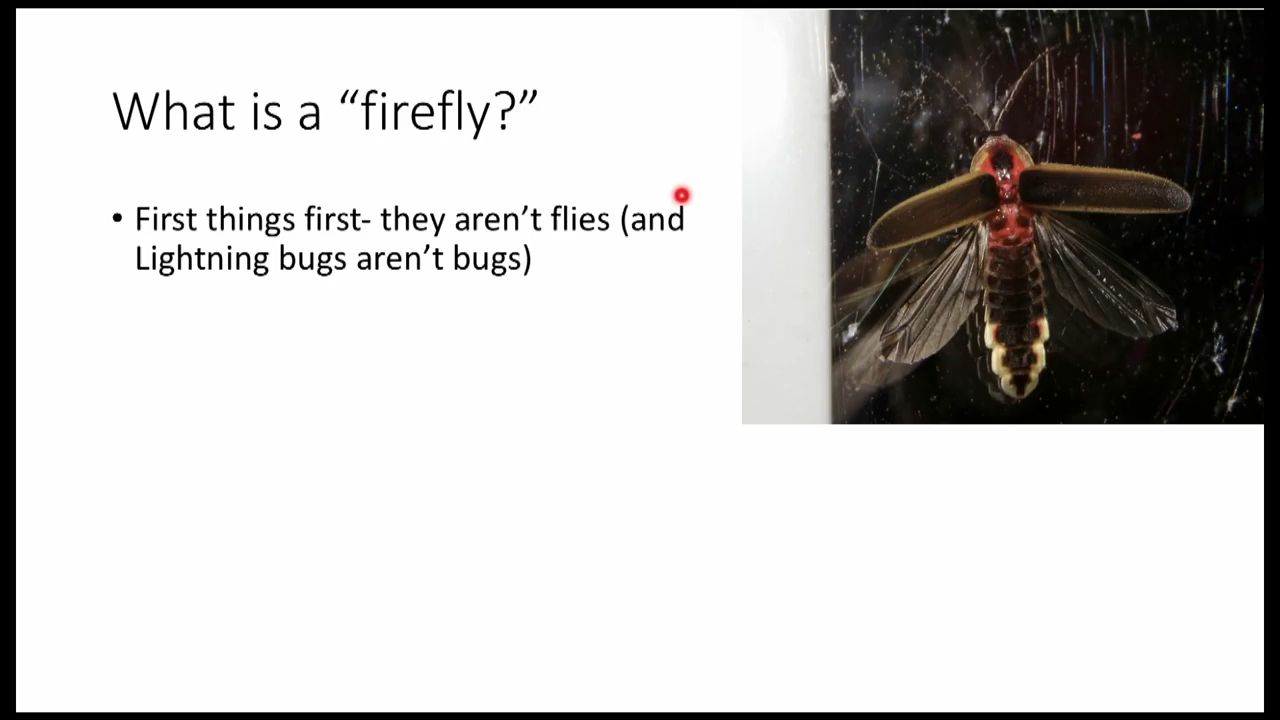 What is a “firefly?”
• First things first- they aren’t flies (and
Lightning bugs aren’t bugs)